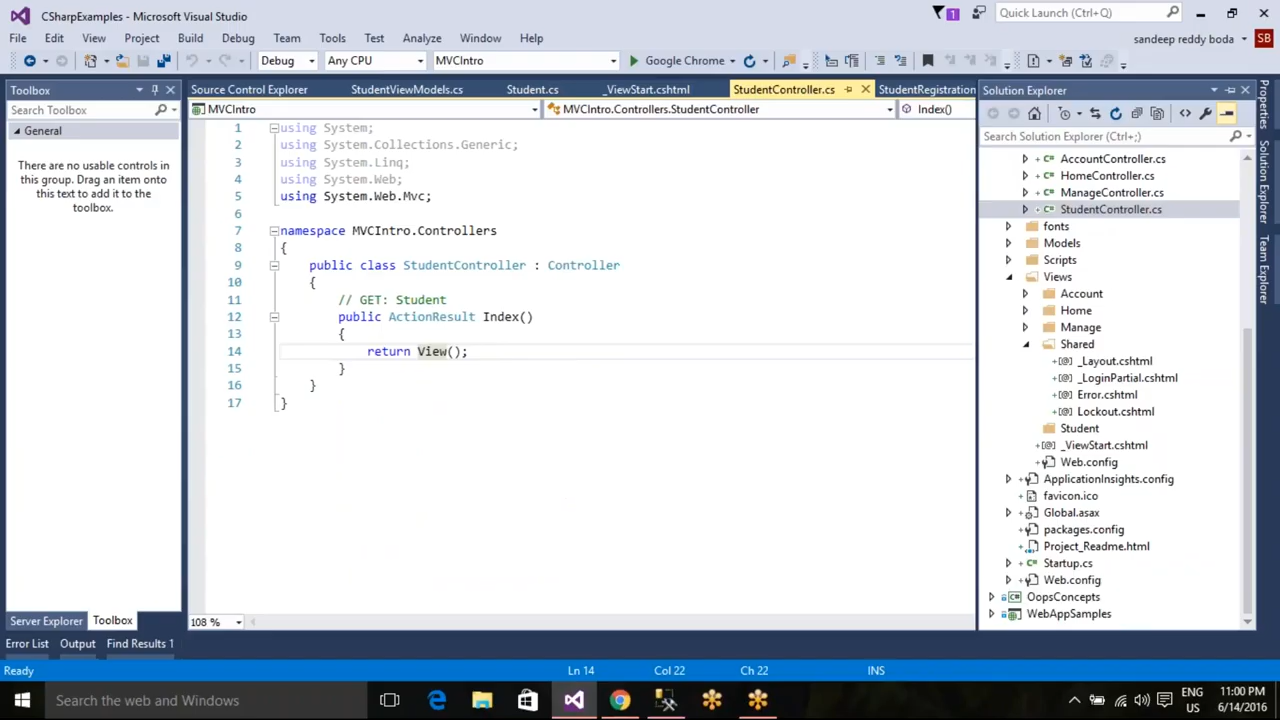 CSharpExamples - Microsoft Visual Studio
1
Quick Launch (Ctrl+Q)
File Edit View Project Build Debug Team Tools Test Analyze Window Help
sandeep reddy boda SB
Debug Any CPU MVCIntro Google Chrome
Toolbox
Source Control Explorer StudentViewModels.cs Student.cs _ViewStart.cshtml StudentController.cs StudentRegistration
Solution Explorer
Search Toolbox
MVCIntro MVCIntro.Controllers.StudentController Index()
General
There are no usable controls in
this group. Drag an item onto
this text to add it to the
toolbox.
Server Explorer Toolbox
1 using System;
2 using System.Collections.Generic;
3 using System.Linq;
4 using System.Web;
5 using System.Web.Mvc;
6
7 namespace MVCIntro.Controllers
8 {
9 public class StudentController : Controller
10 {
11 // GET: Student
12 public ActionResult Index()
13 {
14 return View();
15 }
16 }
17 }
108 %
Search Solution Explorer (Ctrl+;)
AccountController.cs
HomeController.cs
ManageController.cs
StudentController.cs
fonts
Models
Scripts
Views
Account
Home
Manage
Shared
_Layout.cshtml
_LoginPartial.cshtml
Error.cshtml
Lockout.cshtml
Student
_ViewStart.cshtml
Web.config
ApplicationInsights.config
favicon.ico
Global.asax
packages.config
Project_Readme.html
Startup.cs
Web.config
OopsConcepts
WebAppSamples
Properties
Solution Explorer
Team Explorer
Error List Output Find Results 1
Ready Ln 14 Col 22 Ch 22 INS
Search the web and Windows
ENG
US
11:00 PM
6/14/2016